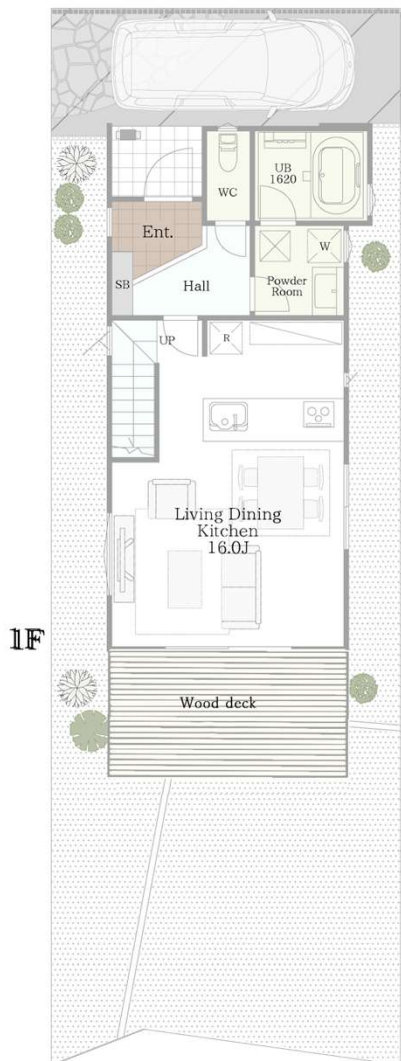 WC
UB
1620
Ent.
SB
Hall
Powder
Room
W
UP
R
Living Dining
Kitchen
16.0J
1F
Wood deck